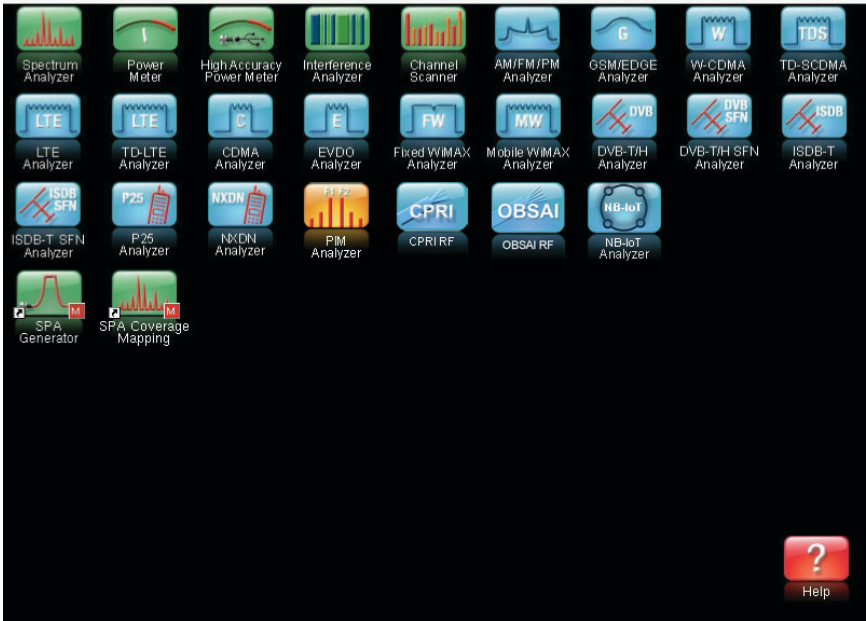 I G W TDS
Spectrum Power High Accuracy Interference Channel AM/FM/PM GSM/EDGE W-CDMA TD-SCDMA
Analyzer Meter Power Meter Analyzer Scanner Analyzer Analyzer Analyzer Analyzer
LTE LTE C E FW MW DVB DVB SFN ISDB
LTE TD-LTE CDMA EVDO Fixed WiMAX Mobile WiMAX DVB-T/H DVB-T/H SFN ISDB-T
Analyzer Analyzer Analyzer Analyzer Analyzer Analyzer Analyzer Analyzer Analyzer
ISDB SFN P25 NXDN F1 F2 CPRI OBSAI NB-IoT
ISDB-T SFN P25 NXDN PIM CPRI RF OBSAI RF NB-IoT
Analyzer Analyzer Analyzer Analyzer Analyzer
M M
SPA SPA Coverage
Generator Mapping
?
Help